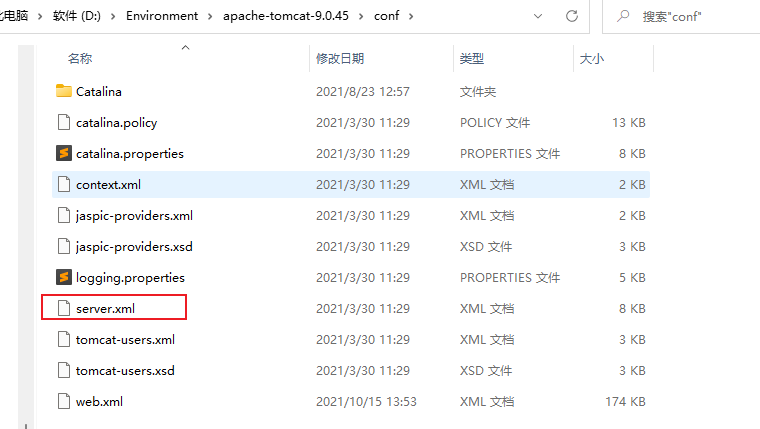 电脑 › 软件 (D:) › Environment › apache-tomcat-9.0.45 › conf › 搜索"conf"
名称 修改日期 类型 大小
Catalina 2021/8/23 12:57 文件夹
catalina.policy 2021/3/30 11:29 POLICY 文件 13 KB
catalina.properties 2021/3/30 11:29 PROPERTIES 文件 8 KB
context.xml 2021/3/30 11:29 XML 文档 2 KB
jaspic-providers.xml 2021/3/30 11:29 XML 文档 2 KB
jaspic-providers.xsd 2021/3/30 11:29 XSD 文件 3 KB
logging.properties 2021/3/30 11:29 PROPERTIES 文件 5 KB
server.xml 2021/3/30 11:29 XML 文档 8 KB
tomcat-users.xml 2021/3/30 11:29 XML 文档 3 KB
tomcat-users.xsd 2021/3/30 11:29 XSD 文件 3 KB
web.xml 2021/10/15 13:53 XML 文档 174 KB